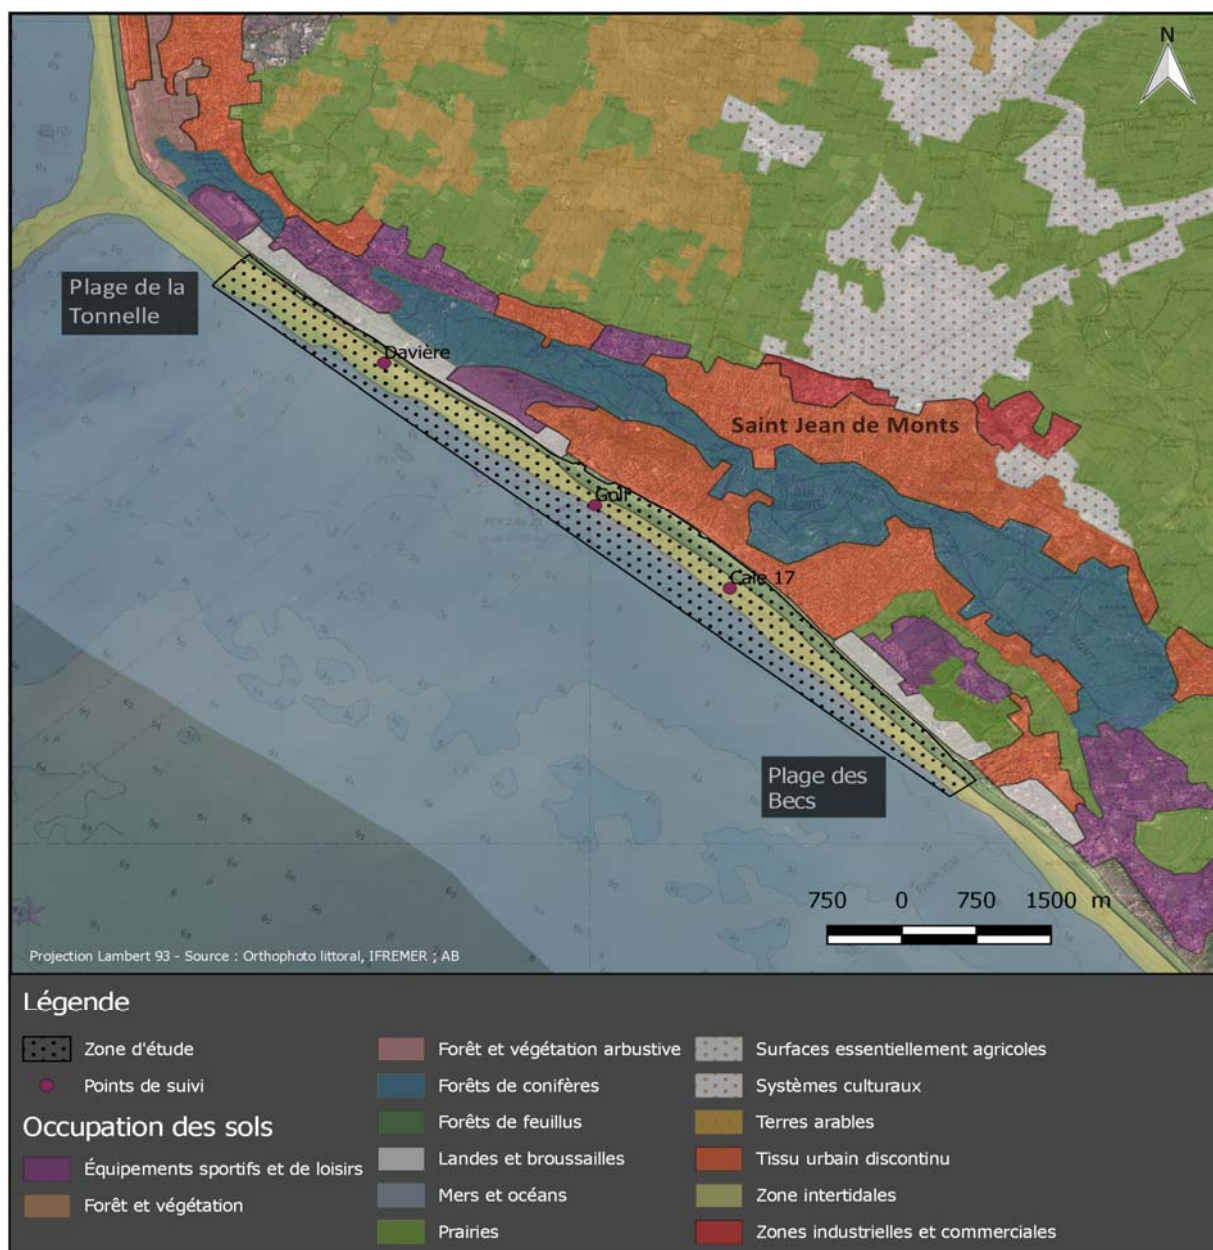 N
Plage de la
Tonnelle
Davière
Saint Jean de Monts
Golf
Cale 17
Plage des
Becs
750 0 750 1500 m
Projection Lambert 93 - Source : Orthophoto littoral, IFREMER ; AB
Légende
Zone d'étude
Points de suivi
Occupation des sols
Équipements sportifs et de loisirs
Forêt et végétation
Forêt et végétation arbustive
Forêts de conifères
Forêts de feuillus
Landes et broussailles
Mers et océans
Prairies
Surfaces essentiellement agricoles
Systèmes culturaux
Terres arables
Tissu urbain discontinu
Zone intertidales
Zones industrielles et commerciales